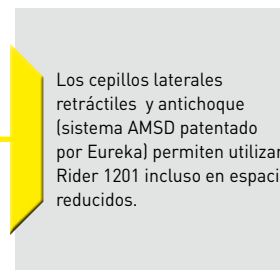 Los cepillos laterales
retráctiles y antichoque
(sistema AMSD patentado
por Eureka) permiten utilizar
Rider 1201 incluso en espaci
reducidos.